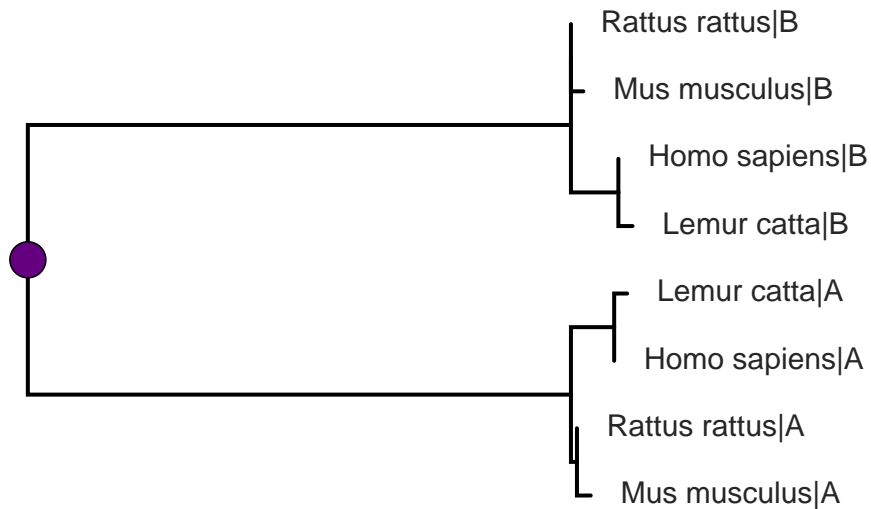 Rattus rattus|B
Mus musculus|B
Homo sapiens|B
Lemur catta|B
Lemur catta|A
Homo sapiens|A
Rattus rattus|A
Mus musculus|A